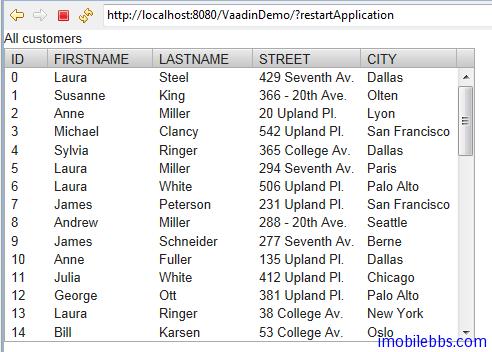 http://localhost:8080/VaadinDemo/?restartApplication
All customers
ID FIRSTNAME LASTNAME STREET CITY
0 Laura Steel 429 Seventh Av. Dallas
1 Susanne King 366 - 20th Ave. Olten
2 Anne Miller 20 Upland Pl. Lyon
3 Michael Clancy 542 Upland Pl. San Francisco
4 Sylvia Ringer 365 College Av. Dallas
5 Laura Miller 294 Seventh Av. Paris
6 Laura White 506 Upland Pl. Palo Alto
7 James Peterson 231 Upland Pl. San Francisco
8 Andrew Miller 288 - 20th Ave. Seattle
9 James Schneider 277 Seventh Av. Berne
10 Anne Fuller 135 Upland Pl. Dallas
11 Julia White 412 Upland Pl. Chicago
12 George Ott 381 Upland Pl. Palo Alto
13 Laura Ringer 38 College Av. New York
14 Bill Karsen 53 College Av. Oslo
imobilebbs.com